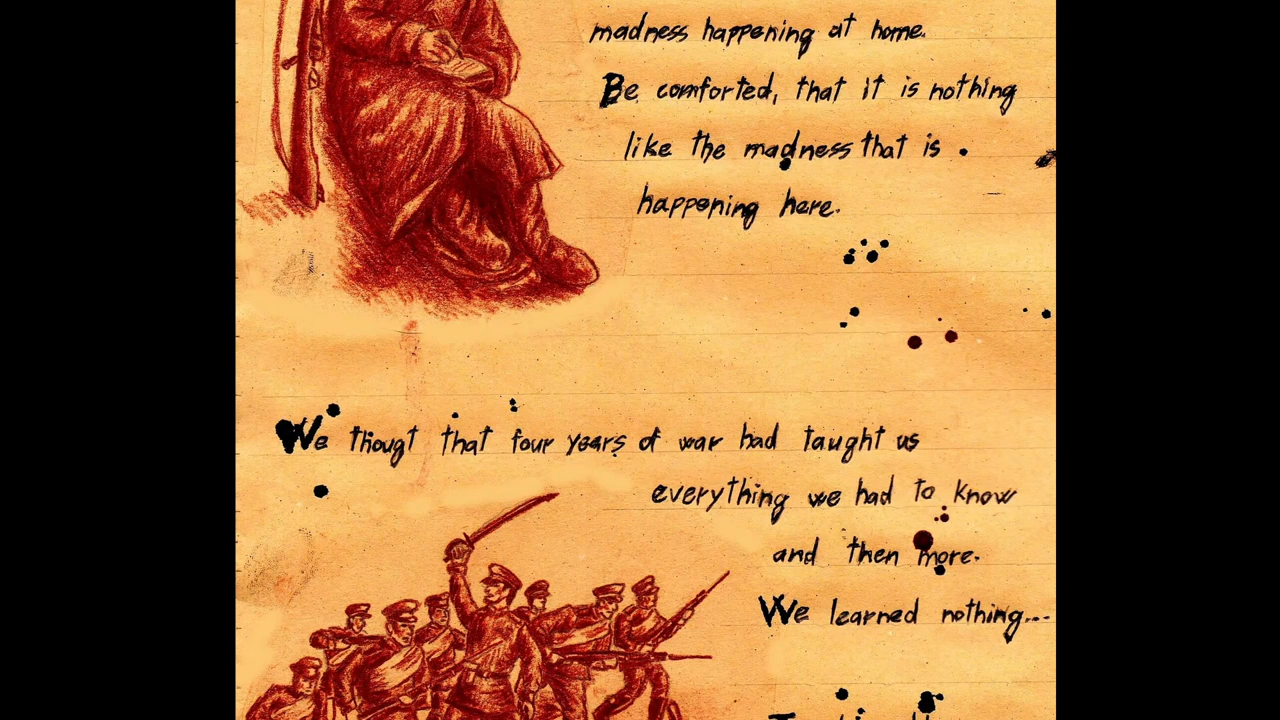 madness happening at home.
Be comforted, that it is nothing
like the madness that is
happening here.
We thougt that four years of war had taught us
everything we had to know
and then more.
We learned nothing...